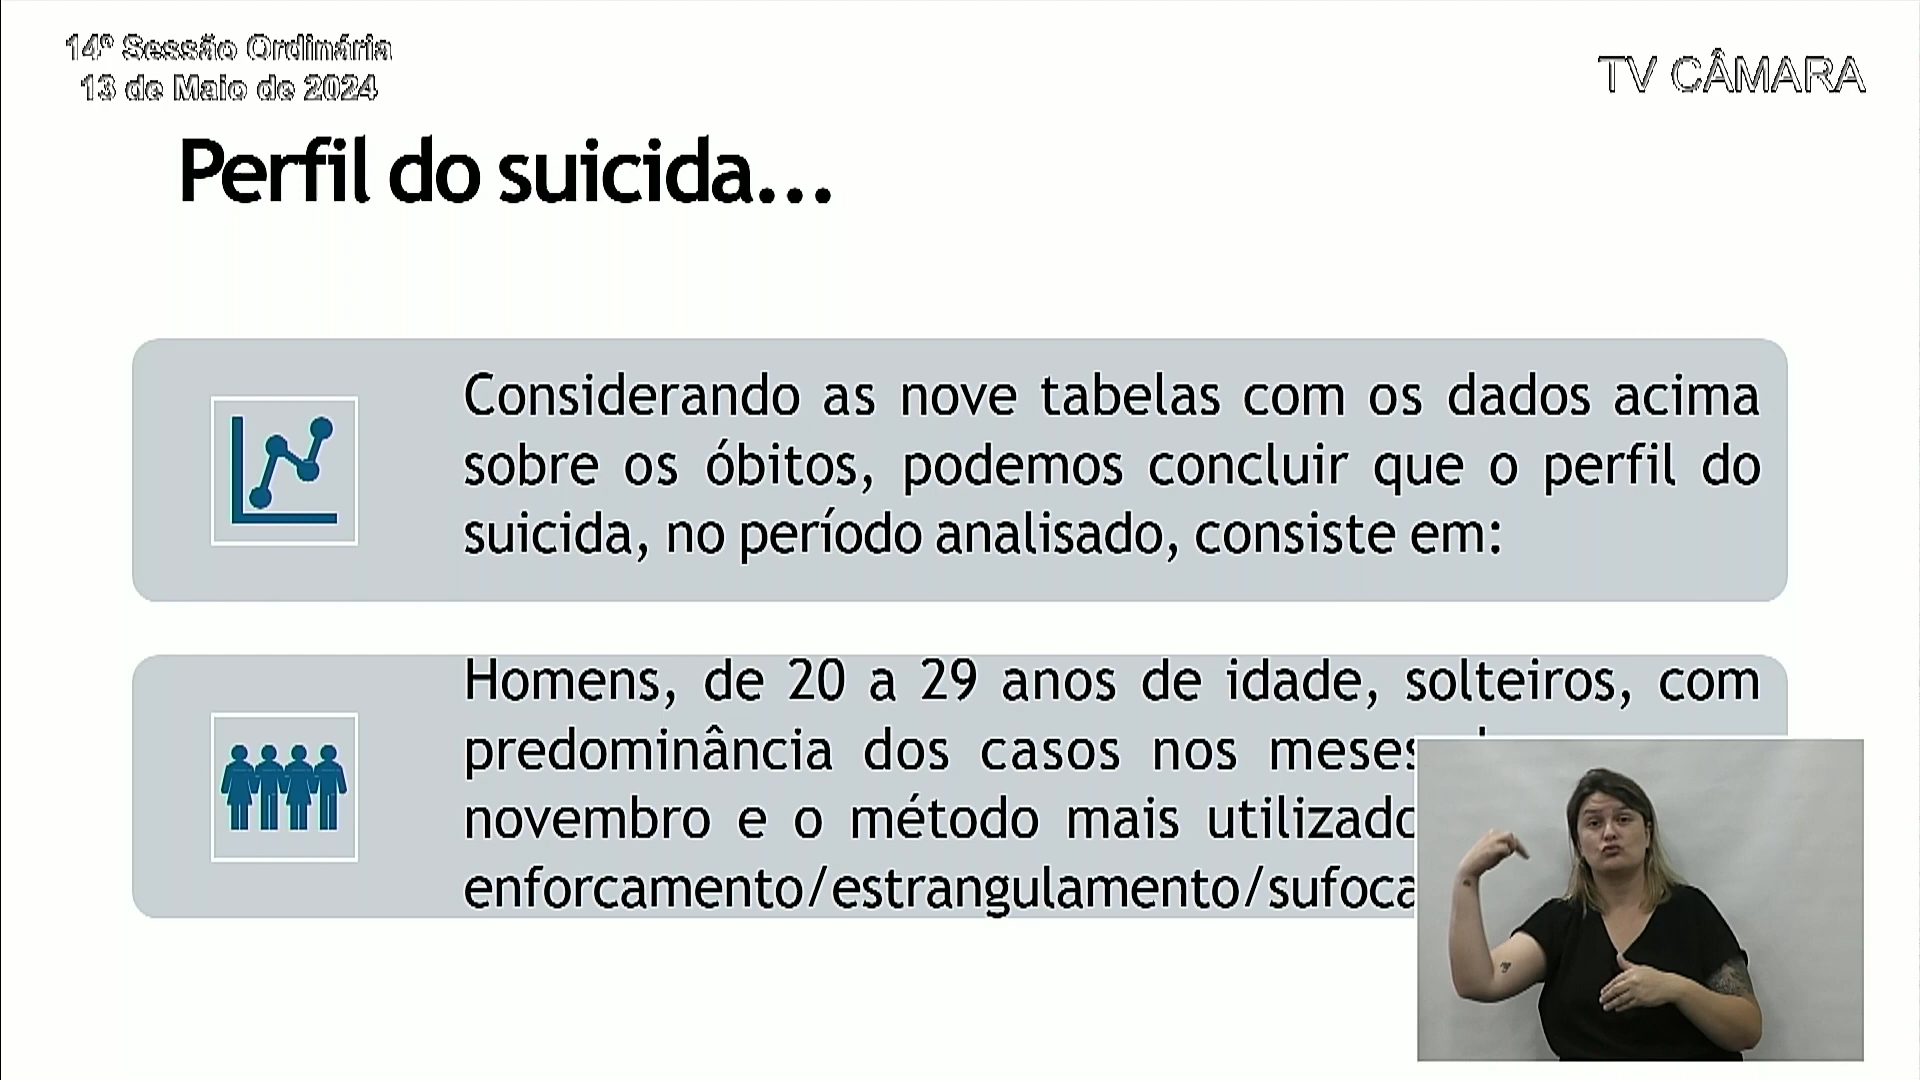 14º Sessão Ordinária
13 de Maio de 2024
TV CÂMARA
Perfil do suicida...
Considerando as nove tabelas com os dados acima
sobre os óbitos, podemos concluir que o perfil do
suicida, no período analisado, consiste em:
Homens, de 20 a 29 anos de idade, solteiros, com
predominância dos casos nos meses
novembro e o método mais utilizado
enforcamento/estrangulamento/sufoca